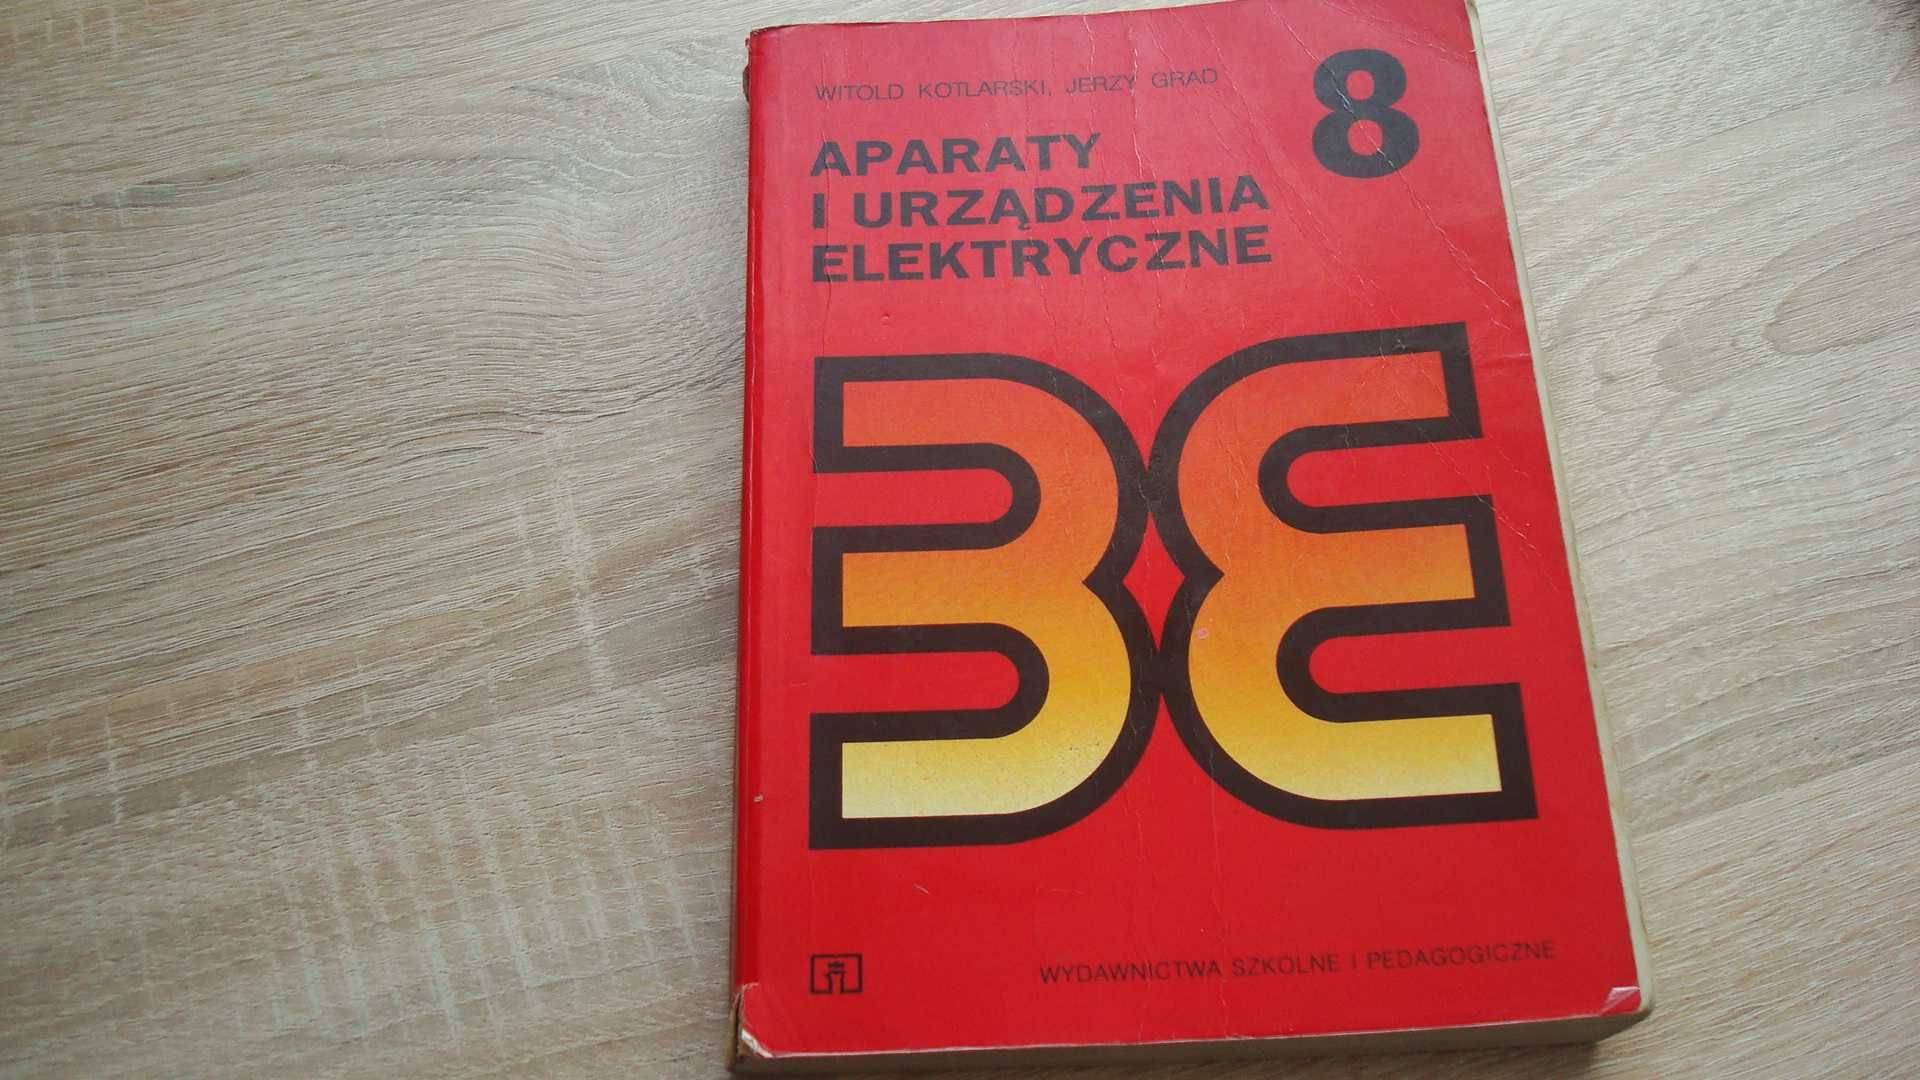 WITOLD KOTLARSKI, JERZY GRAD
8
APARATY
I URZĄDZENIA
ELEKTRYCZNE
WYDAWNICTWA SZKOLNE I PEDAGOGICZNE